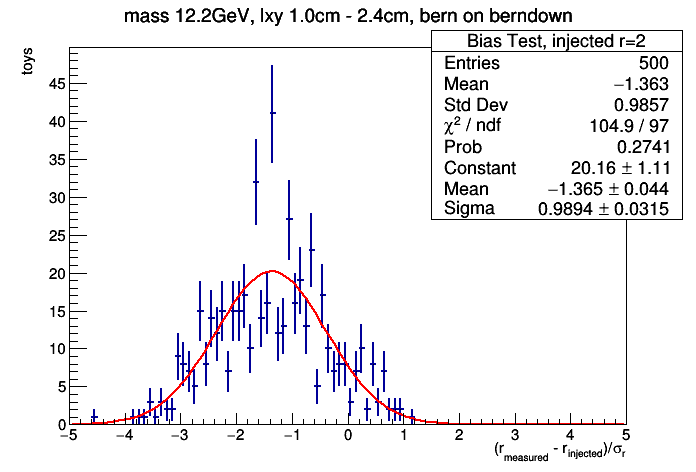 mass 12.2GeV, lxy 1.0cm - 2.4cm, bern on berndown
Bias Test, injected r=2
Entries 500
Mean −1.363
Std Dev 0.9857
χ² / ndf 104.9 / 97
Prob 0.2741
Constant 20.16 ± 1.11
Mean −1.365 ± 0.044
Sigma 0.9894 ± 0.0315
toys
45
40
35
30
25
20
15
10
5
0
−5 −4 −3 −2 −1 0 1 2 3 4 5
(r_measured - r_injected)/σ_r